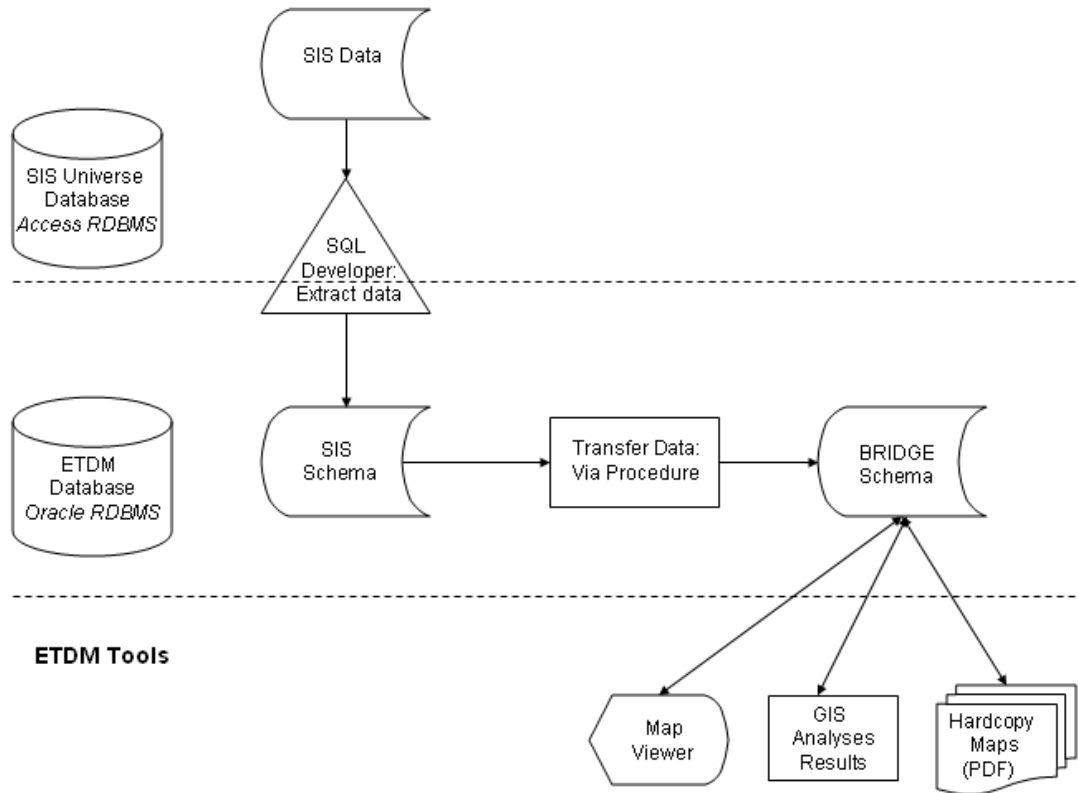 SIS Data
SIS Universe
Database
Access RDBMS
SQL
Developer:
Extract data
ETDM
Database
Oracle RDBMS
SIS
Schema
Transfer Data:
Via Procedure
BRIDGE
Schema
ETDM Tools
Map
Viewer
GIS
Analyses
Results
Hardcopy
Maps
(PDF)